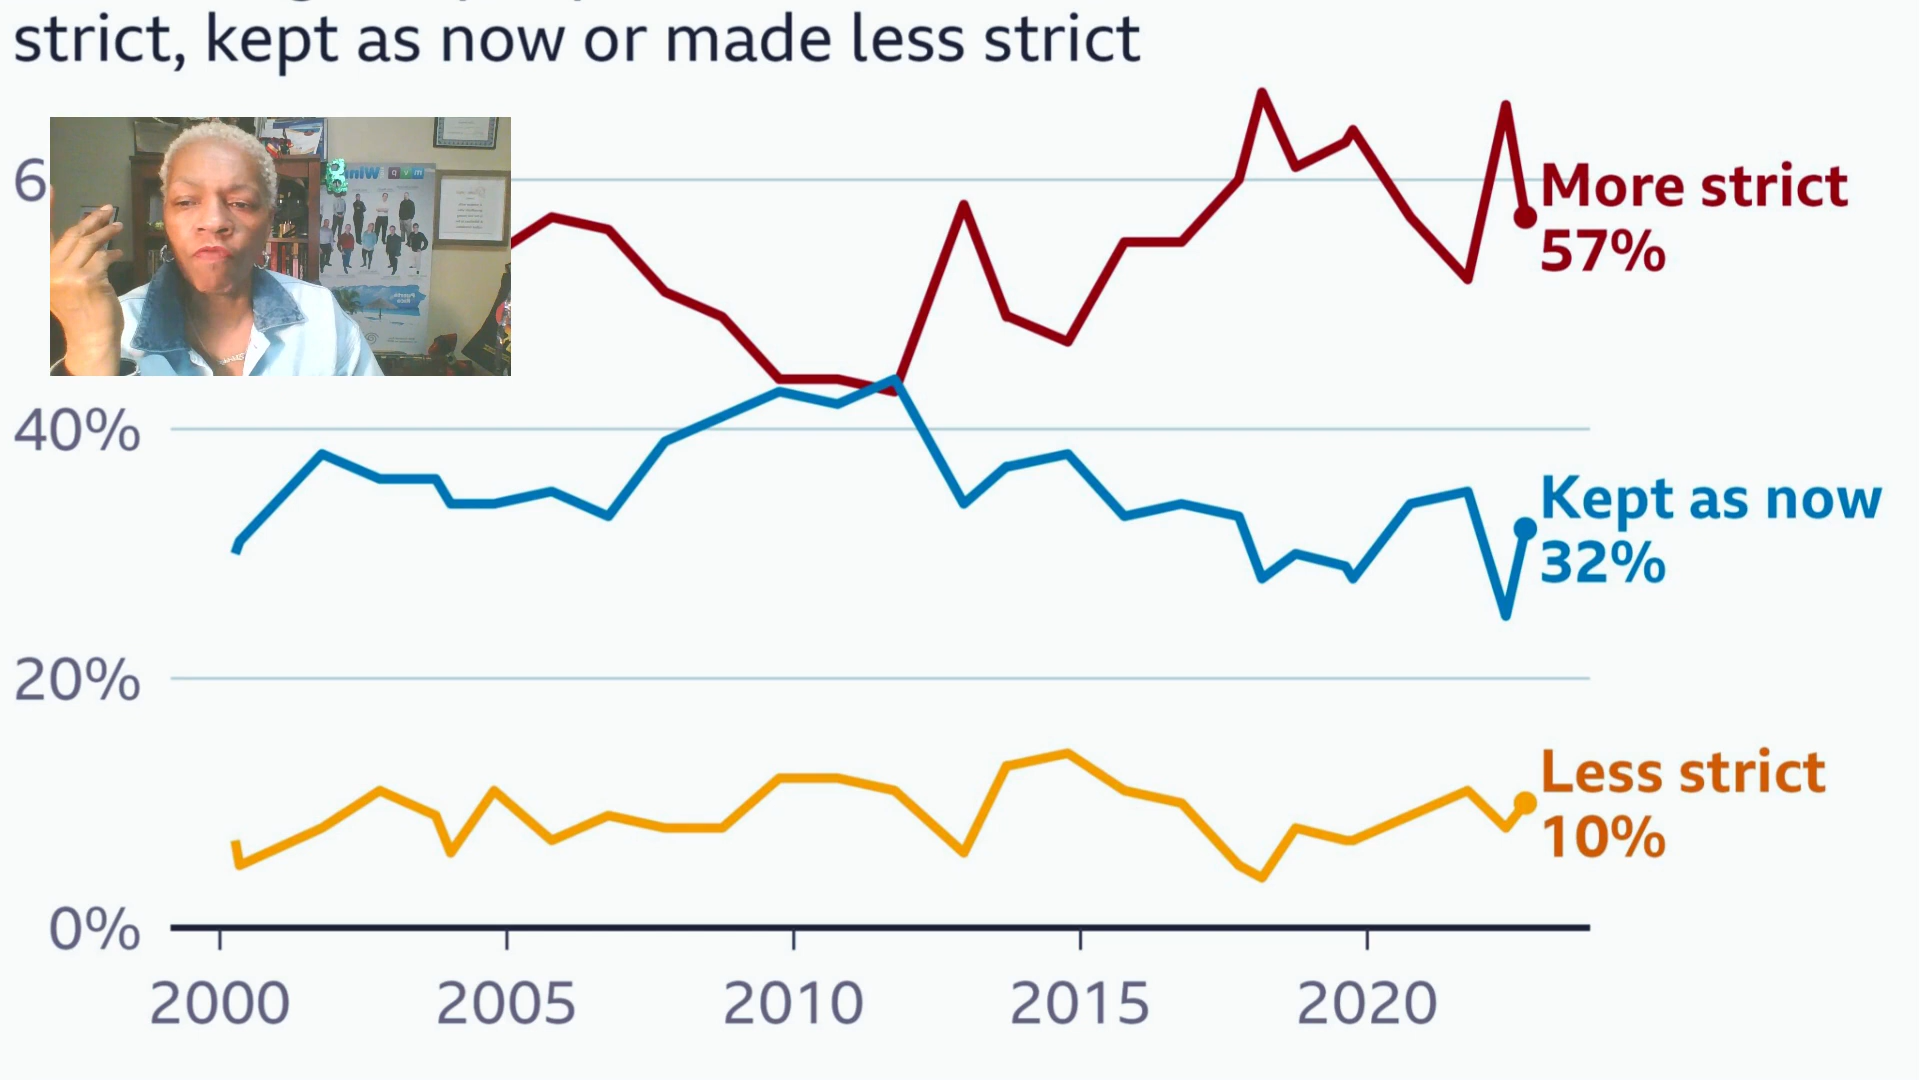 strict, kept as now or made less strict
6
More strict
57%
40%
Kept as now
32%
20%
Less strict
10%
0%
2000 2005 2010 2015 2020